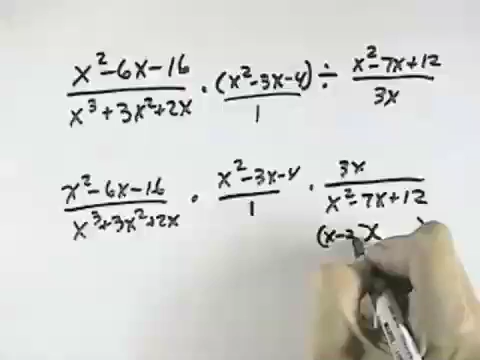 x² - 6x - 16 / x³ + 3x² + 2x · (x² - 3x - 4) / 1 ÷ x² - 7x + 12 / 3x
x² - 6x - 16 / x³ + 3x² + 2x · x² - 3x - 4 / 1 · 3x / x² - 7x + 12
(x - 3)(x )